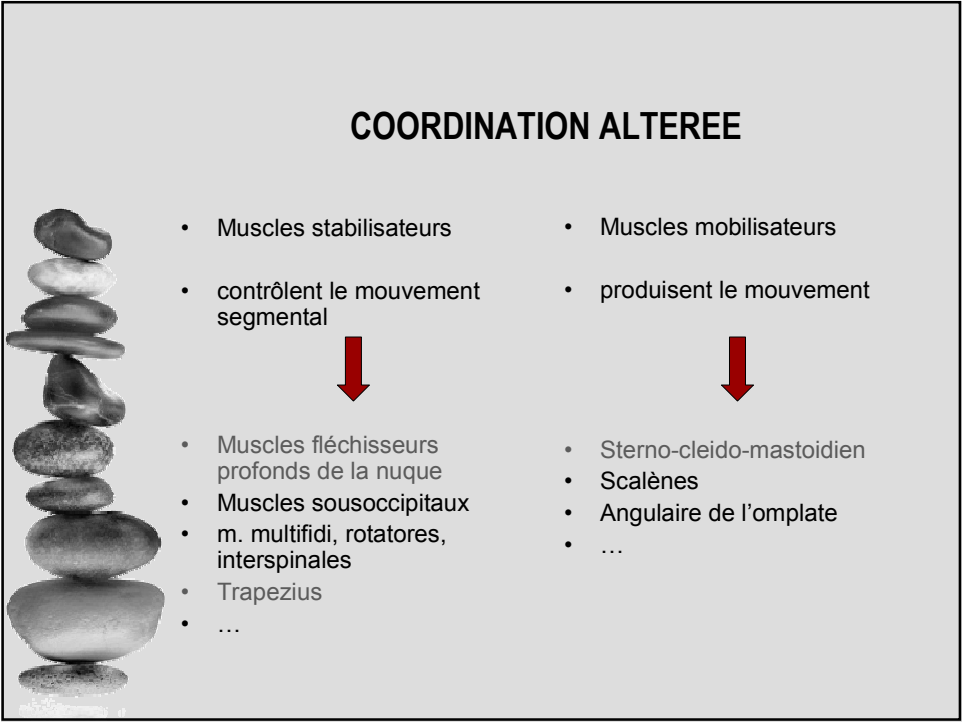 COORDINATION ALTEREE
• Muscles stabilisateurs
• contrôlent le mouvement
segmental
• Muscles fléchisseurs
profonds de la nuque
• Muscles sousoccipitaux
• m. multifidi, rotatores,
interspinales
• Trapezius
• …
• Muscles mobilisateurs
• produisent le mouvement
• Sterno-cleido-mastoidien
• Scalènes
• Angulaire de l’omplate
• …